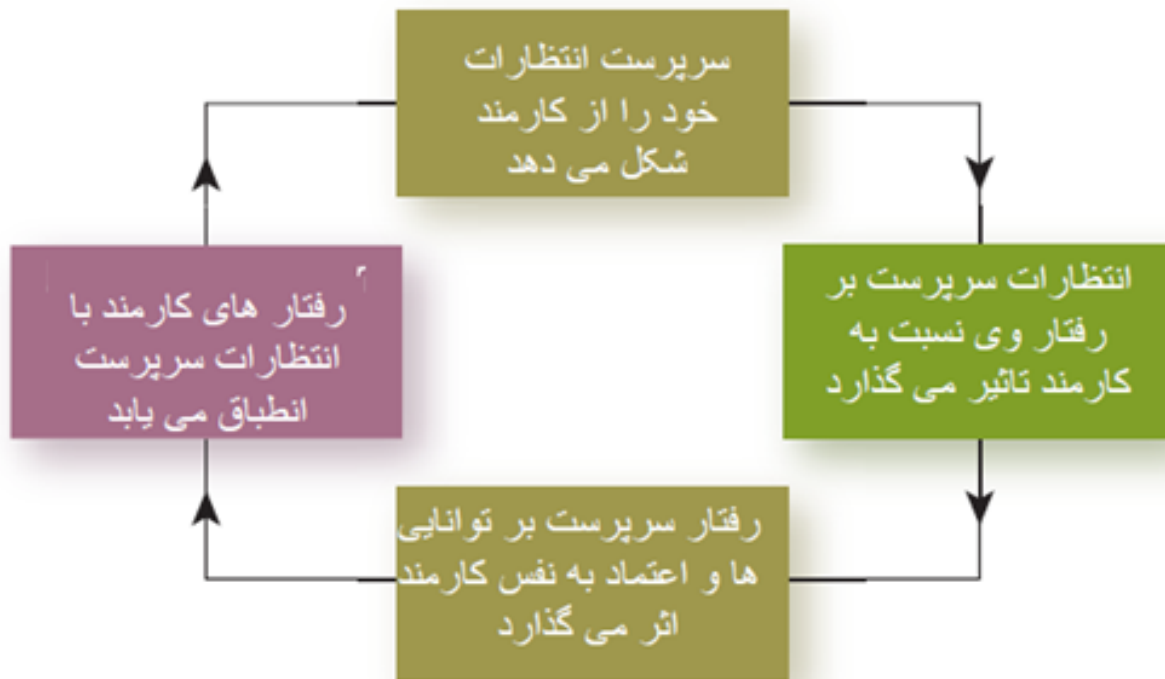 سرپرست انتظارات
خود را از کارمند
شکل می دهد
انتظارات سرپرست بر
رفتار وی نسبت به
کارمند تاثیر می گذارد
رفتار سرپرست بر توانایی
ها و اعتماد به نفس کارمند
اثر می گذارد
رفتار های کارمند با
انتظارات سرپرست
انطباق می یابد